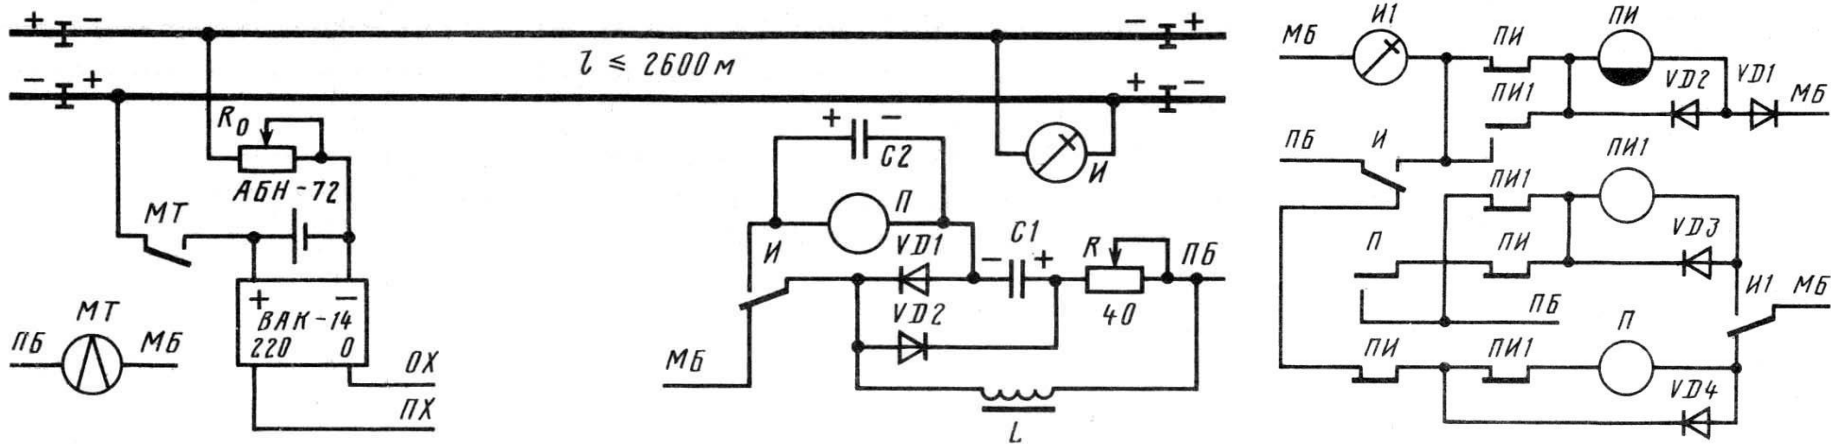 + - - +
l ≤ 2600 м
- + + -
R0
АБН-72
МТ
+ -
ВАК-14
220 0
ОХ
ПХ
МТ
ПБ МБ
+ -
C2
И
П
И
VD1
C1
- +
R
ПБ
40
VD2
МБ
L
И1
МБ
ПИ
ПИ
VD2 VD1
МБ
ПИ1
ПБ
И
ПИ1
ПИ1
П
ПИ
VD3
И1
МБ
ПБ
ПИ
ПИ1
П
VD4